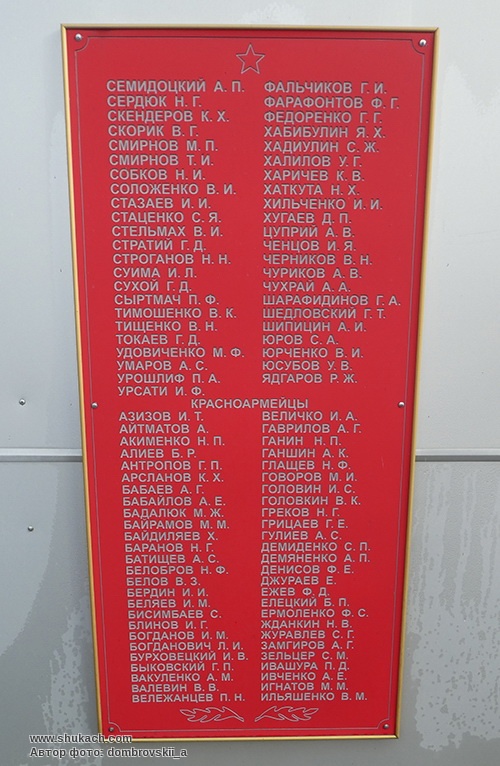 СЕМИДОЦКИЙ А. П.
СЕРДЮК Н. Г.
СКЕНДЕРОВ К. Х.
СКОРИК В. Г.
СМИРНОВ М. П.
СМИРНОВ Т. И.
СОБКОВ Н. И.
СОЛОЖЕНКО В. И.
СТАЗАЕВ И. И.
СТАЦЕНКО С. Я.
СТЕЛЬМАХ В. И.
СТРАТИЙ Г. Д.
СТРОГАНОВ Н. Н.
СУИМА И. Л.
СУХОЙ Г. Д.
СЫРТМАЧ П. Ф.
ТИМОШЕНКО В. К.
ТИЩЕНКО В. Н.
ТОКАЕВ Г. Д.
УДОВИЧЕНКО М. Ф.
УМАРОВ А. С.
УРОШЛИФ П. А.
УРСАТИ И. Ф.
ФАЛЬЧИКОВ Г. И.
ФАРАФОНТОВ Ф. Г.
ФЕДОРЕНКО Г. Г.
ХАБИБУЛИН Я. Х.
ХАДИУЛИН С. Ж.
ХАЛИЛОВ У. Г.
ХАРИЧЕВ К. В.
ХАТКУТА Н. Х.
ХИЛЬЧЕНКО И. И.
ХУГАЕВ Д. П.
ЦУПРИЙ А. В.
ЧЕНЦОВ И. Я.
ЧЕРНИКОВ В. Н.
ЧУРИКОВ А. В.
ЧУХРАЙ А. А.
ШАРАФИДИНОВ Г. А.
ШЕДЛОВСКИЙ Г. Т.
ШИПИЦИН А. И.
ЮРОВ С. А.
ЮРЧЕНКО В. И.
ЮСУБОВ У. В.
ЯДГАРОВ Р. Ж.
КРАСНОАРМЕЙЦЫ
АЗИЗОВ И. Т.
АЙТМАТОВ А.
АКИМЕНКО Н. П.
АЛИЕВ Б. Р.
АНТРОПОВ Г. П.
АРСЛАНОВ К. Х.
БАБАЕВ А. Г.
БАБАЙЛОВ А. Е.
БАДАЛЮК М. Ж.
БАЙРАМОВ М. М.
БАЙДИЛЯЕВ Х.
БАРАНОВ Н. Г.
БАТИЩЕВ А. С.
БЕЛОБРОВ Н. Ф.
БЕЛОВ В. З.
БЕРДИН И. И.
БЕЛЯЕВ И. М.
БИСИМБАЕВ С.
БЛИНОВ И. Г.
БОГДАНОВ И. М.
БОГДАНОВИЧ Л. И.
БУРХОВЕЦКИЙ И. В.
ВЫКОВСКИЙ Г. П.
ВАКУЛЕНКО А. М.
ВАЛЕВИН В. В.
ВЕЛЕЖАНЦЕВ П. Н.
ВЕЛИЧКО И. А.
ГАВРИЛОВ А. Г.
ГАНИН Н. П.
ГАНШИН А. К.
ГЛАЩЕВ Н. Ф.
ГОВОРОВ М. И.
ГОЛОВИН И. С.
ГОЛОВКИН В. К.
ГРЕКОВ Н. Г.
ГРИЦАЕВ Г. Е.
ГУЛИЕВ А. С.
ДЕМИДЕНКО С. П.
ДЕМЯНЕНКО А. П.
ДЕНИСОВ Ф. Е.
ДЖУРАЕВ Е.
ЕЖЕВ Ф. Д.
ЕЛЕЦКИЙ Б. П.
ЕРМОЛЕНКО Ф. С.
ЖДАНКИН Н. В.
ЖУРАВЛЕВ С. Г.
ЗАМГИРОВ А. Г.
ЗЕЛЬЦЕР С. М.
ИВАШУРА П. Д.
ИВЧЕНКО А. Е.
ИГНАТОВ М. М.
ИЛЬЯШЕНКО В. М.
www.shukach.com
Автор фото: dombrovskii_a